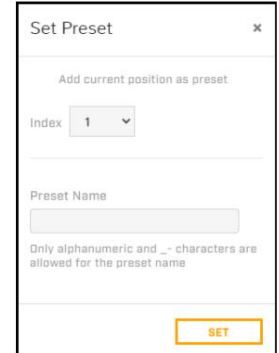 Set Preset ×
Add current position as preset
Index 1
Preset Name
Only alphanumeric and _- characters are
allowed for the preset name
SET